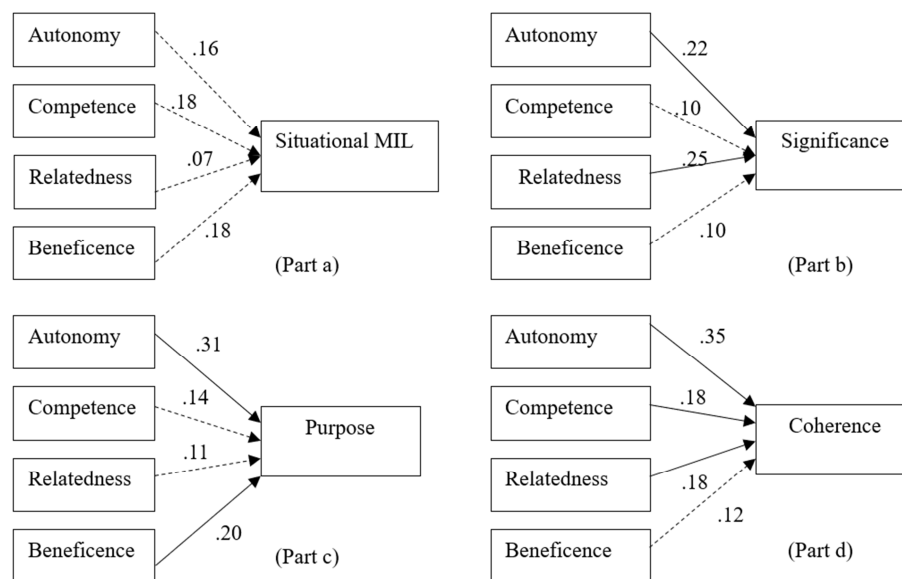 Autonomy
.16
Competence
.18
Situational MIL
Relatedness
.07
Beneficence
.18
(Part a)
Autonomy
.22
Competence
.10
Significance
Relatedness
.25
Beneficence
.10
(Part b)
Autonomy
.31
Competence
.14
Purpose
Relatedness
.11
Beneficence
.20
(Part c)
Autonomy
.35
Competence
.18
Coherence
Relatedness
.18
Beneficence
.12
(Part d)